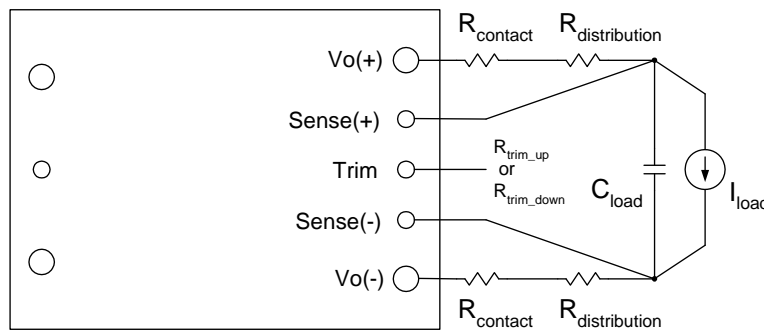 R_contact R_distribution
Vo(+)
Sense(+)
Trim
R_trim_up
or
R_trim_down
C_load
I_load
Sense(-)
Vo(-)
R_contact R_distribution